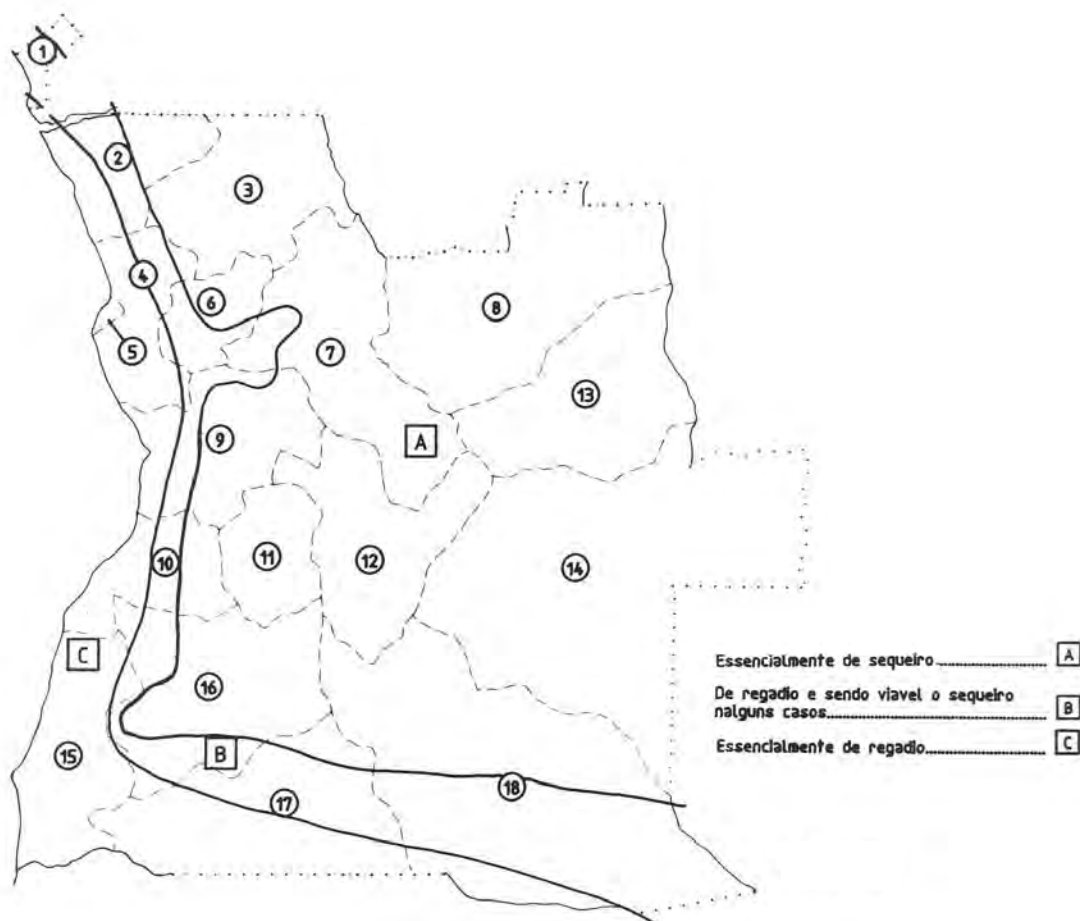 1
2
3
4
6
8
5
7
13
9
A
11
12
14
10
C
16
15
B
18
17
Essencialmente de sequeiro.............................. A
De regadio e sendo viavel o sequeiro
nalguns casos.................................................. B
Essencialmente de regadio.............................. C